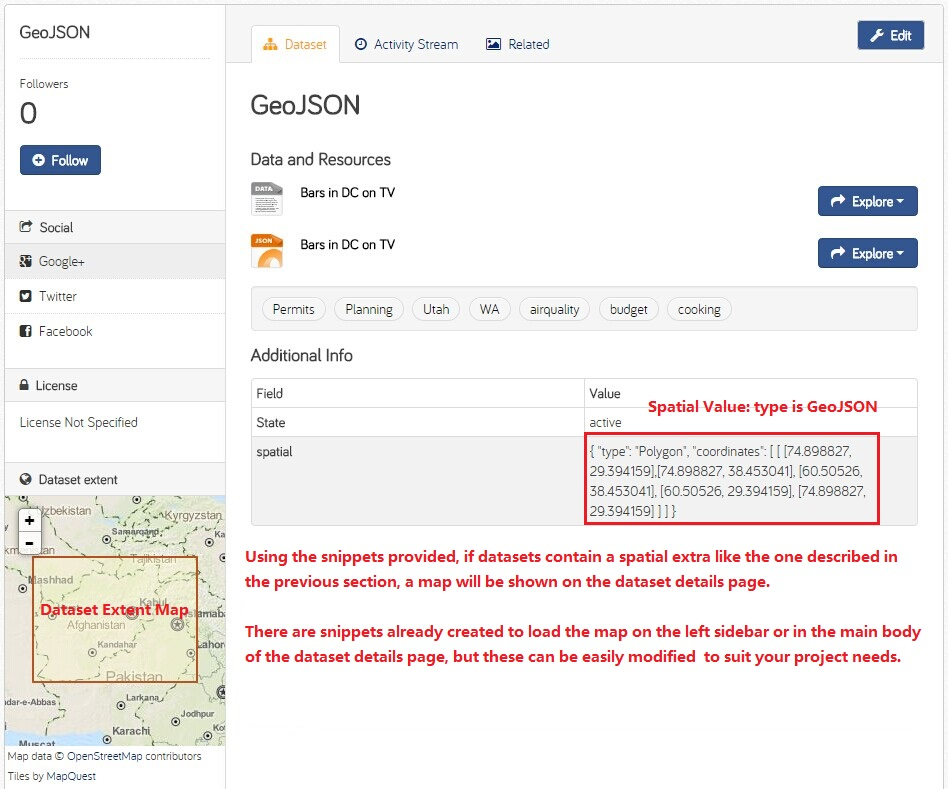 GeoJSON
Followers
0
Follow
Social
Google+
Twitter
Facebook
License
License Not Specified
Dataset extent
+
-
Uzbekistan
Kyrgyzstan
Samarqand
Tajikistan
Mashhad
Dataset Extent Map
Kabul
Islamaba
Afghanistan
Kandahar
Lahor
Pakistan
dar-e-Abbas
Larkana
Jodhpur
Karachi
Muscat
Map data © OpenStreetMap contributors
Tiles by MapQuest
Dataset
Activity Stream
Related
Edit
GeoJSON
Data and Resources
DATA
Bars in DC on TV
Explore
JSON
Bars in DC on TV
Explore
Permits Planning Utah WA airquality budget cooking
Additional Info
Field Value
Spatial Value: type is GeoJSON
State active
spatial
{ "type": "Polygon", "coordinates": [ [ [74.898827,
29.394159],[74.898827, 38.453041], [60.50526,
38.453041], [60.50526, 29.394159], [74.898827,
29.394159] ] ] }
Using the snippets provided, if datasets contain a spatial extra like the one described in
the previous section, a map will be shown on the dataset details page.
There are snippets already created to load the map on the left sidebar or in the main body
of the dataset details page, but these can be easily modified to suit your project needs.